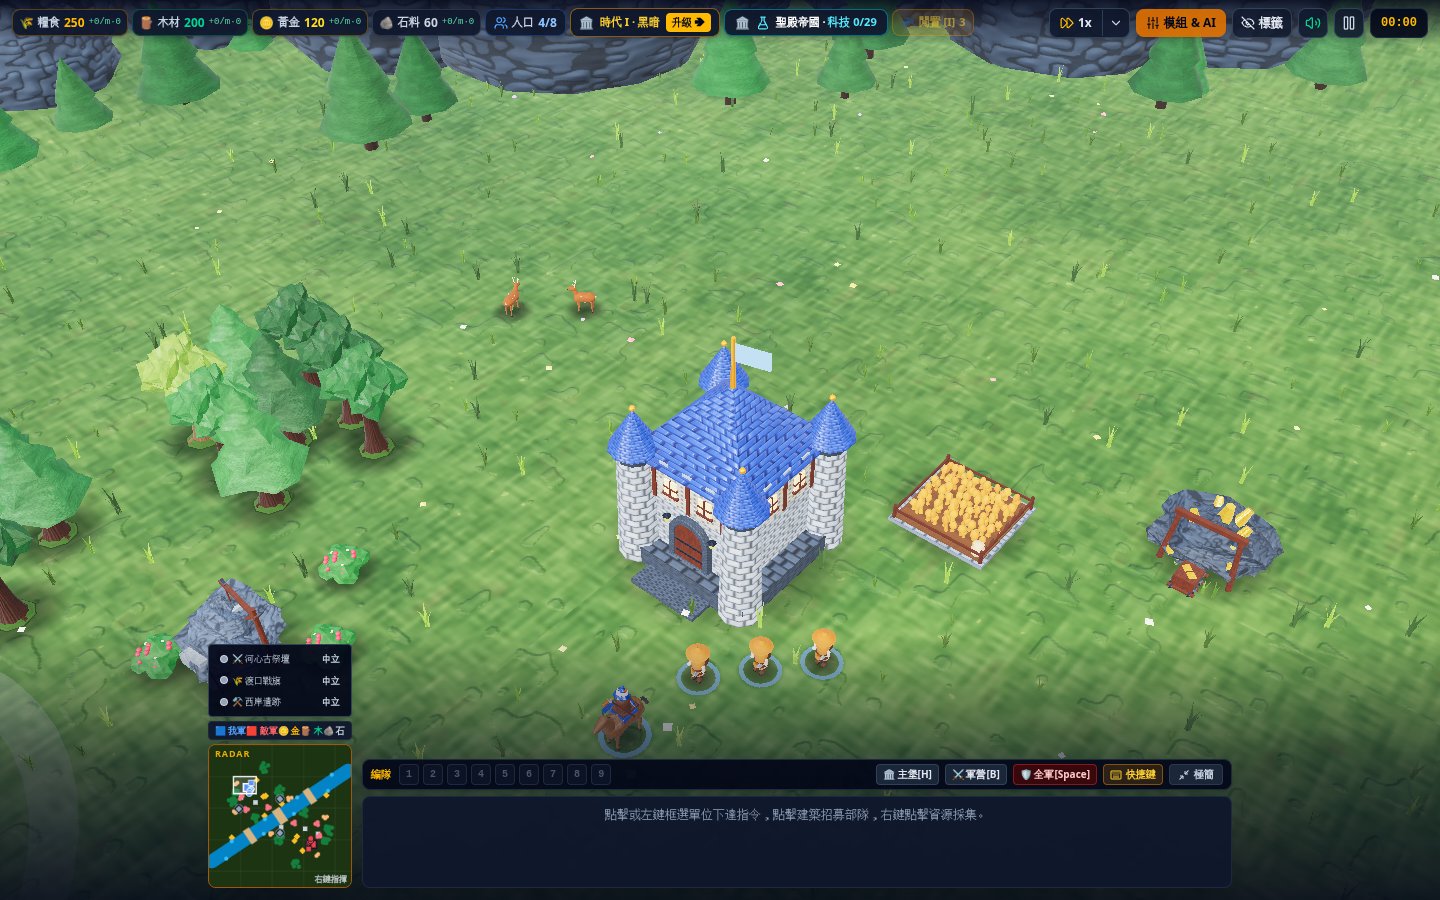 糧食 250 +0/m·0
木材 200 +0/m·0
黃金 120 +0/m·0
石料 60 +0/m·0
人口 4/8
時代 I·黑暗 升級
聖殿帝國·科技 0/29
閒置 [I] 3
1x
模組 & AI
標籤
00:00
河心古祭壇 中立
渡口戰旗 中立
西岸遺跡 中立
我軍 敵軍 金 木 石
RADAR
右鍵指揮
編隊 1 2 3 4 5 6 7 8 9
主堡[H]
軍營[B]
全軍[Space]
快捷鍵
極簡
點擊或左鍵框選單位下達指令，點擊建築招募部隊，右鍵點擊資源採集。